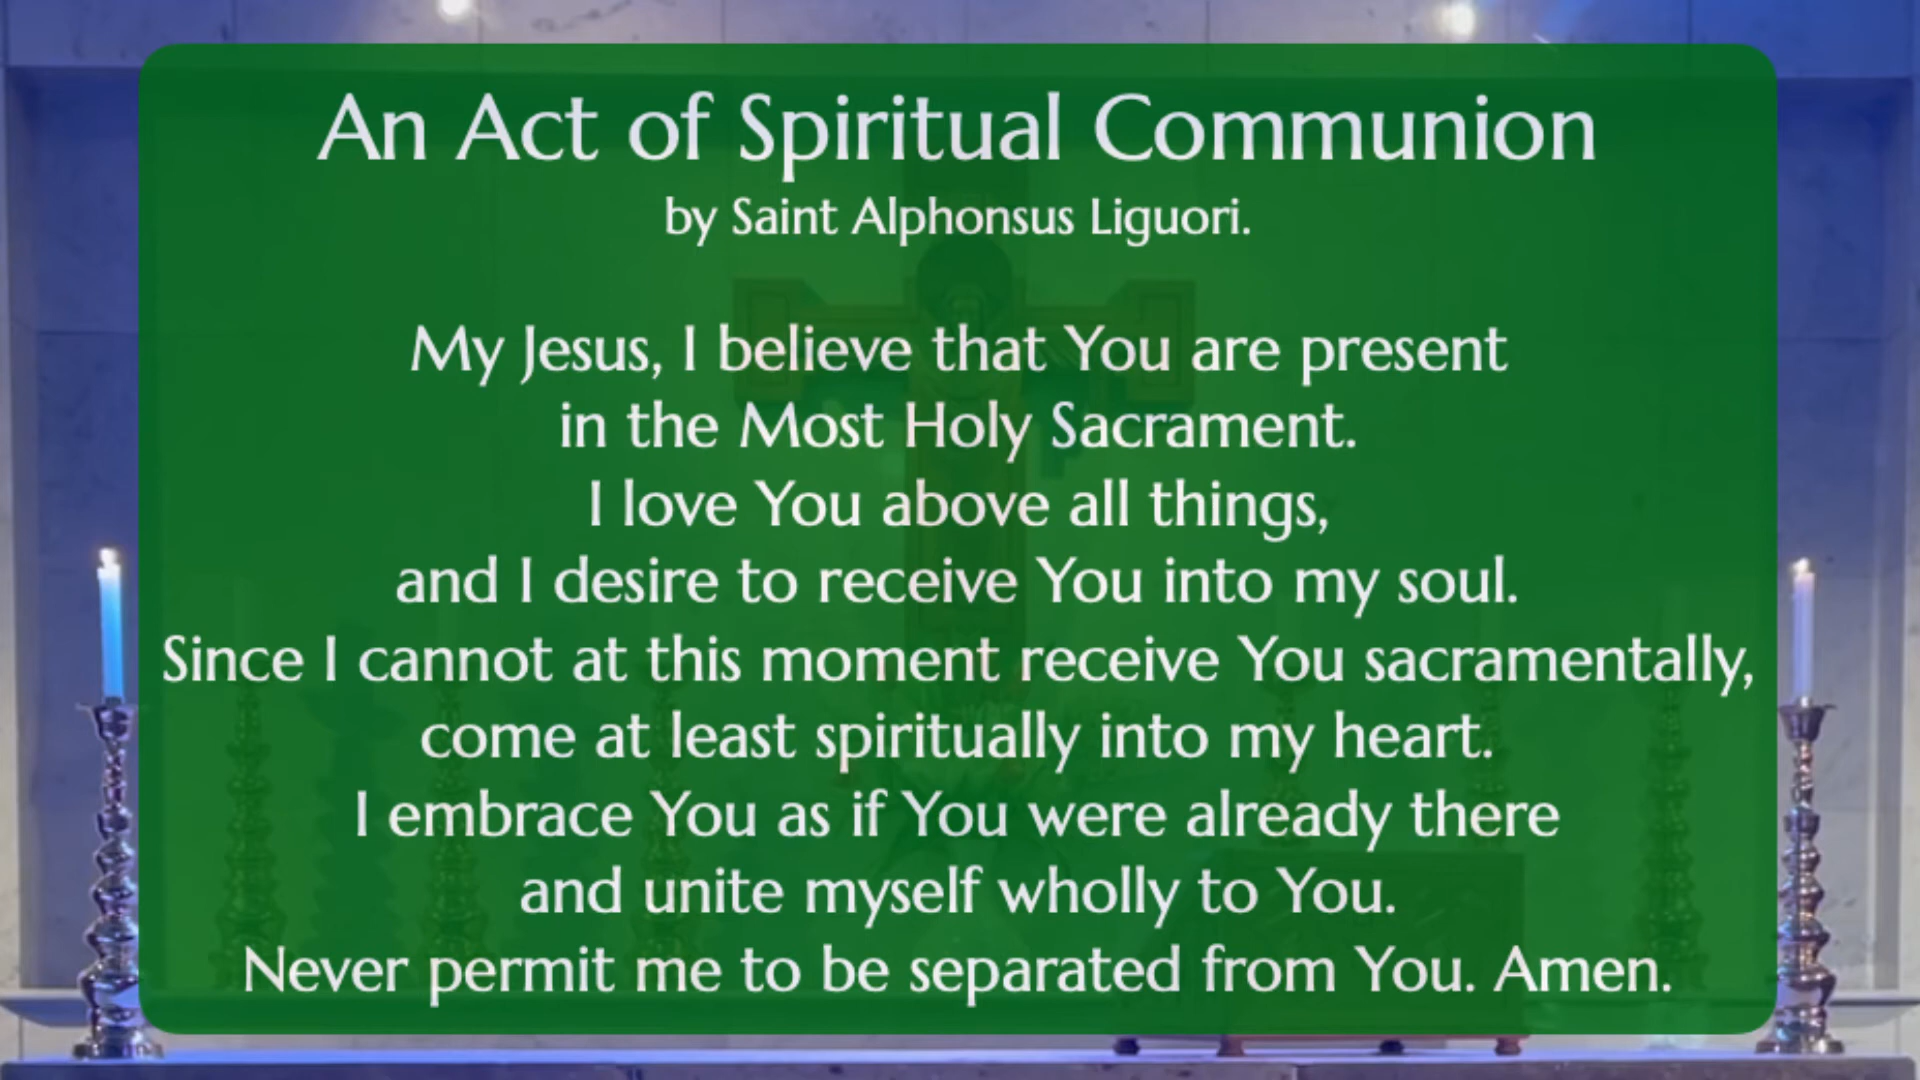 An Act of Spiritual Communion
by Saint Alphonsus Liguori.
My Jesus, I believe that You are present
in the Most Holy Sacrament.
I love You above all things,
and I desire to receive You into my soul.
Since I cannot at this moment receive You sacramentally,
come at least spiritually into my heart.
I embrace You as if You were already there
and unite myself wholly to You.
Never permit me to be separated from You. Amen.